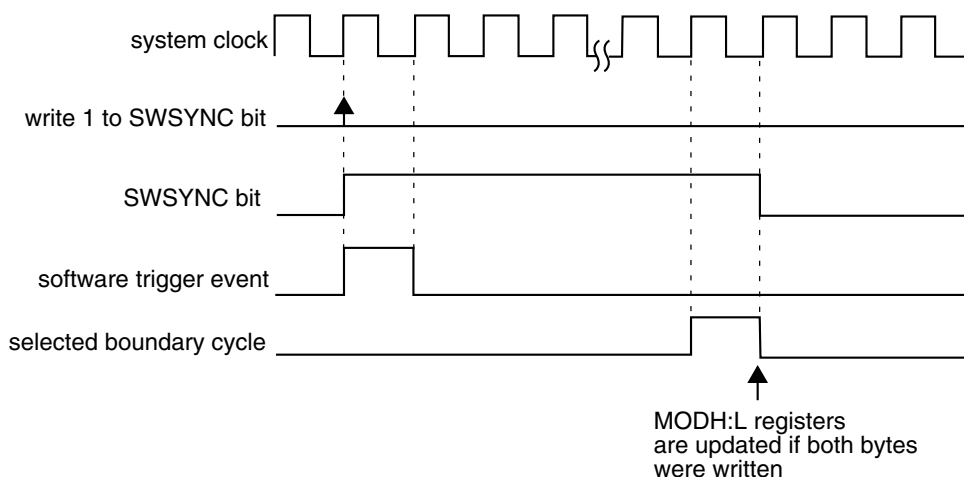 system clock
write 1 to SWSYNC bit
SWSYNC bit
software trigger event
selected boundary cycle
MODH:L registers
are updated if both bytes
were written